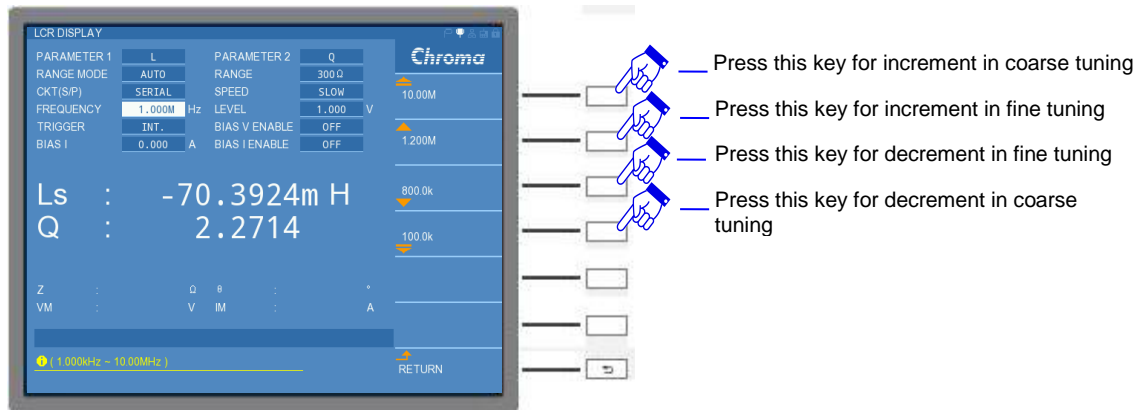 LCR DISPLAY
Chroma
PARAMETER 1 L PARAMETER 2 Q
RANGE MODE AUTO RANGE 300 Ω
CKT(S/P) SERIAL SPEED SLOW
FREQUENCY 1.000M Hz LEVEL 1.000 V
TRIGGER INT. BIAS V ENABLE OFF
BIAS I 0.000 A BIAS I ENABLE OFF
Ls : -70.3924m H
Q : 2.2714
Z : Ω θ : °
VM : V IM : A
( 1.000kHz ~ 10.00MHz )
10.00M
1.200M
800.0k
100.0k
RETURN
Press this key for increment in coarse tuning
Press this key for increment in fine tuning
Press this key for decrement in fine tuning
Press this key for decrement in coarse
tuning